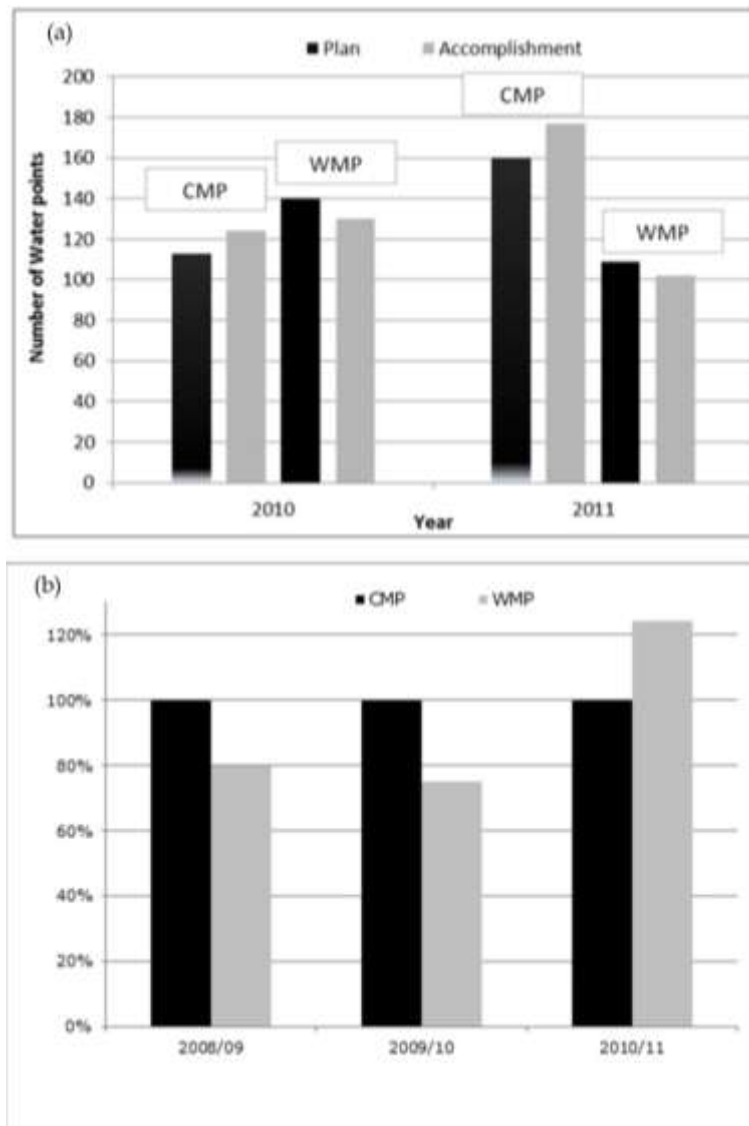 (a)
Plan Accomplishment
200
180
160
140
120
100
80
60
40
20
0
Number of Water points
CMP
WMP
CMP
WMP
2010
2011
Year
(b)
CMP WMP
120%
100%
80%
60%
40%
20%
0%
2008/09
2009/10
2010/11